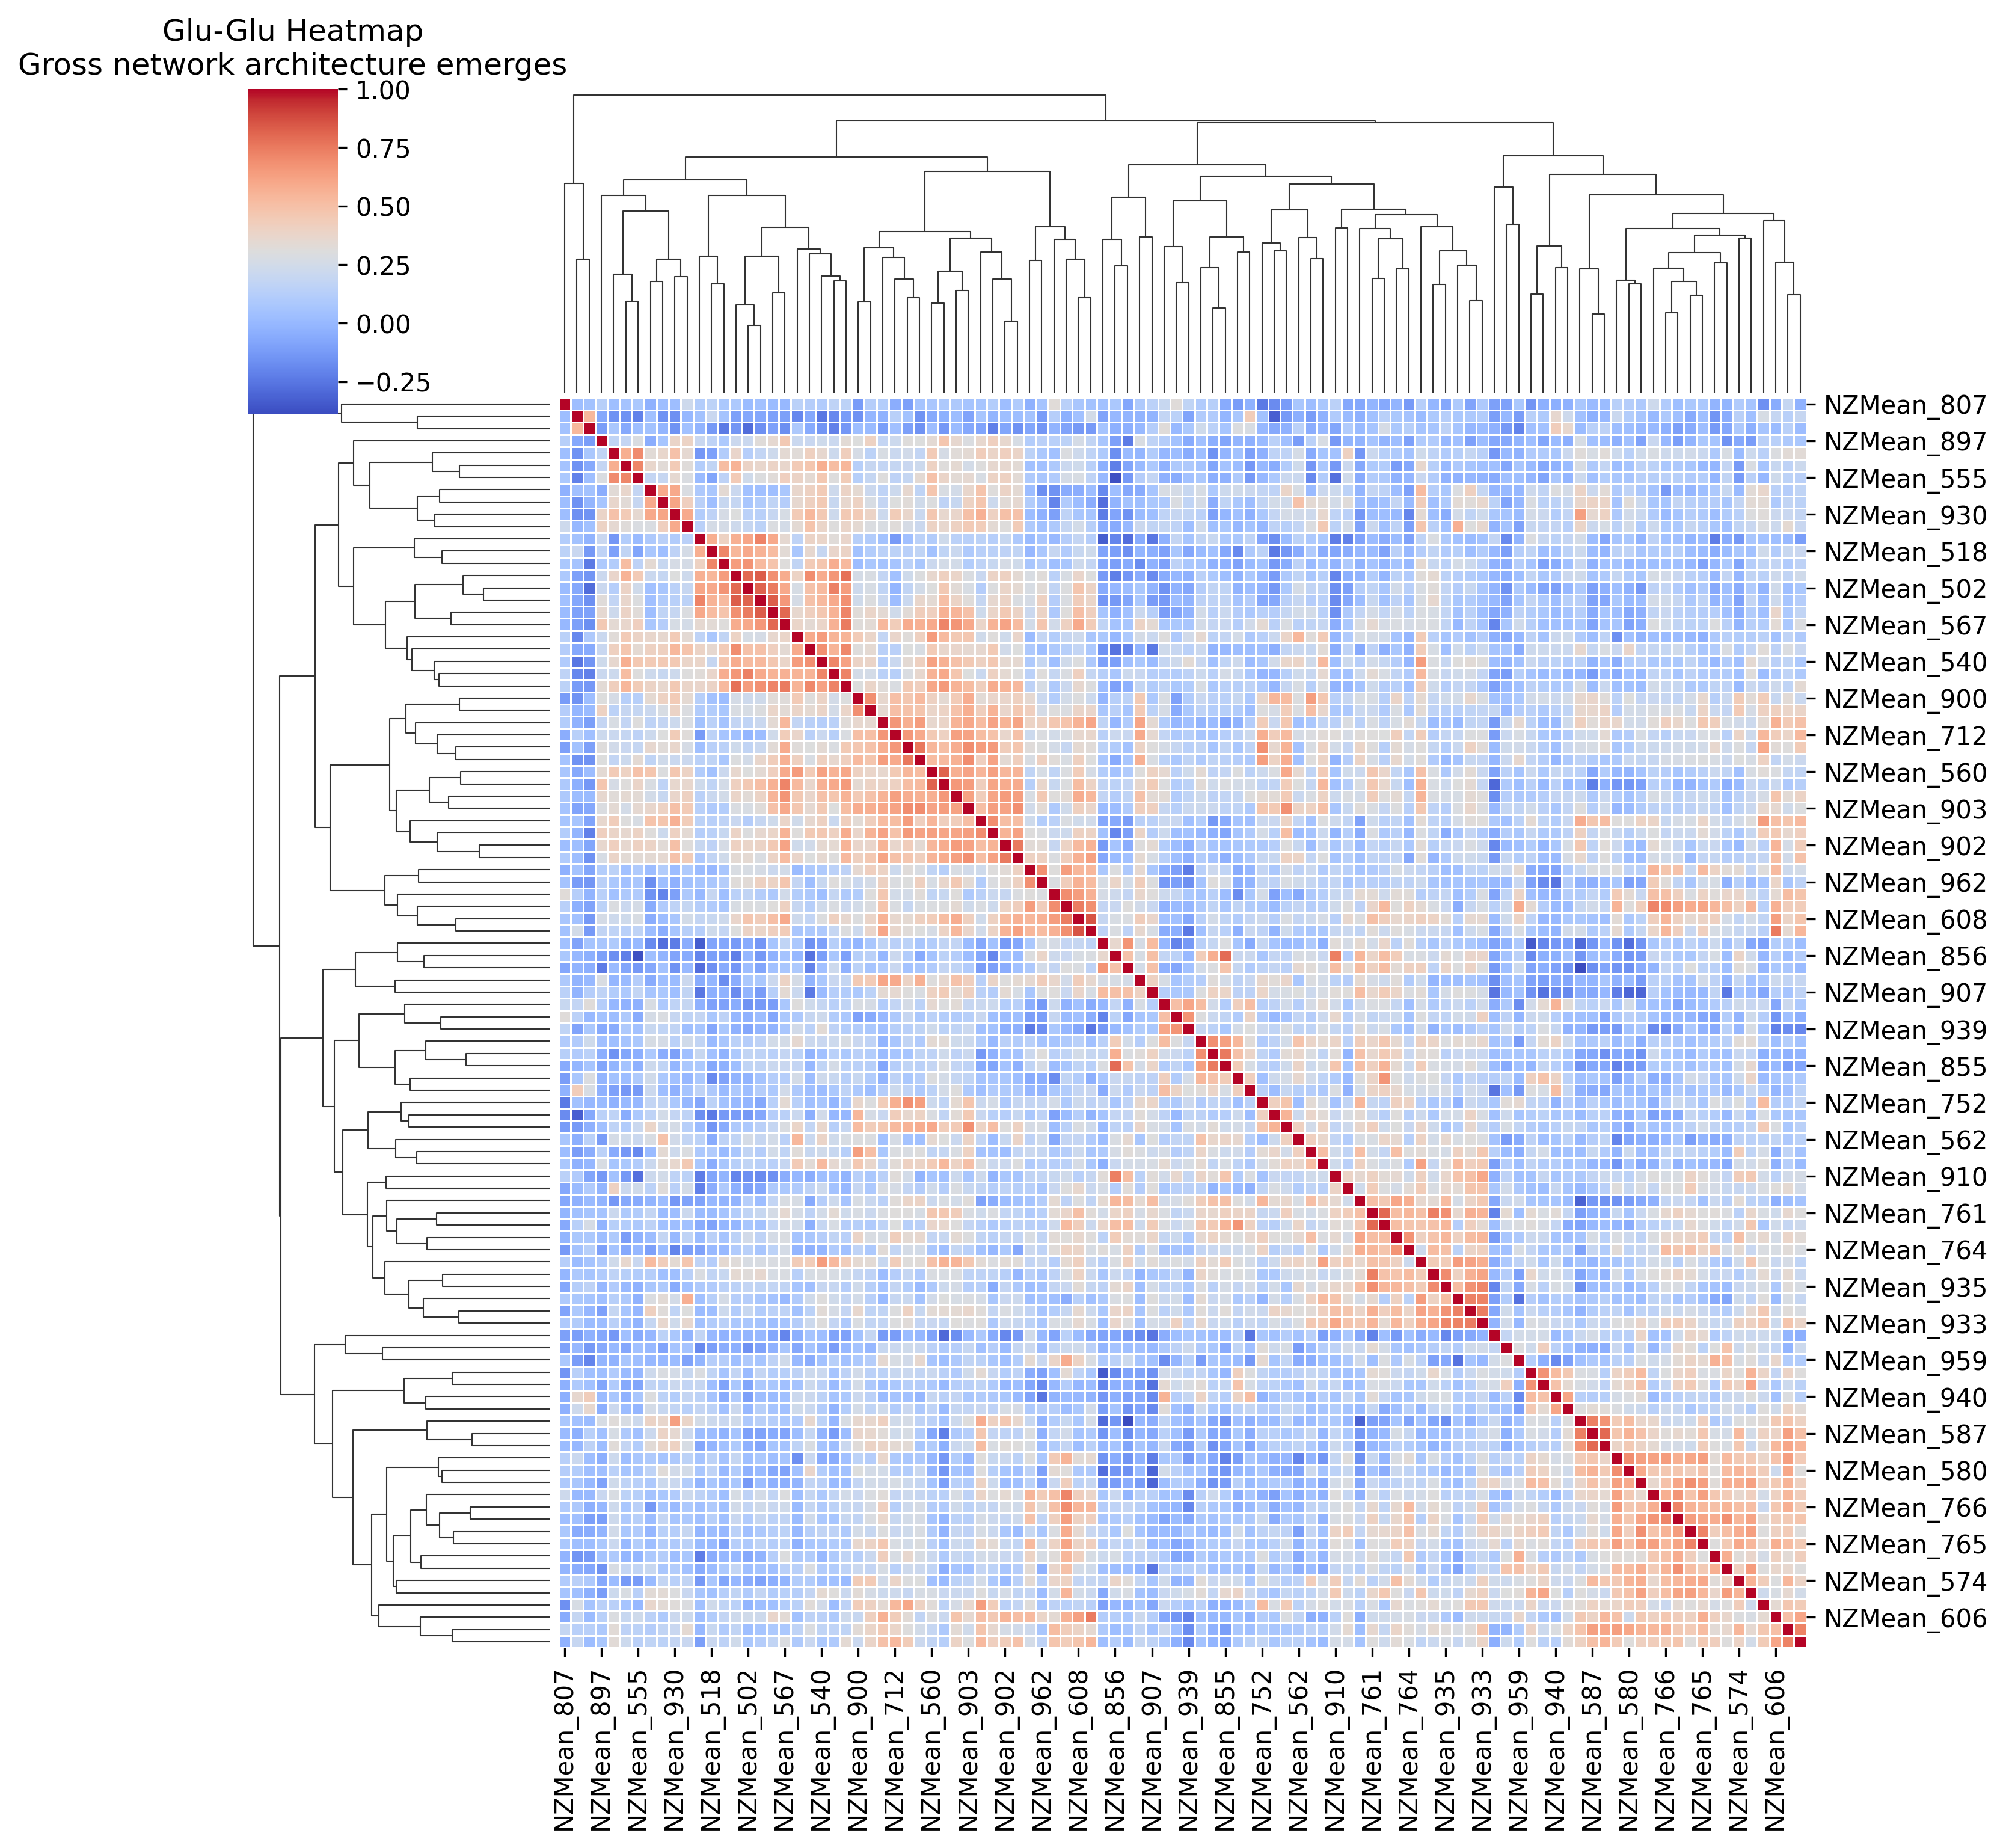 Glu-Glu Heatmap
Gross network architecture emerges
1.00
0.75
0.50
0.25
0.00
−0.25
NZMean_807
NZMean_897
NZMean_555
NZMean_930
NZMean_518
NZMean_502
NZMean_567
NZMean_540
NZMean_900
NZMean_712
NZMean_560
NZMean_903
NZMean_902
NZMean_962
NZMean_608
NZMean_856
NZMean_907
NZMean_939
NZMean_855
NZMean_752
NZMean_562
NZMean_910
NZMean_761
NZMean_764
NZMean_935
NZMean_933
NZMean_959
NZMean_940
NZMean_587
NZMean_580
NZMean_766
NZMean_765
NZMean_574
NZMean_606
NZMean_807
NZMean_897
NZMean_555
NZMean_930
NZMean_518
NZMean_502
NZMean_567
NZMean_540
NZMean_900
NZMean_712
NZMean_560
NZMean_903
NZMean_902
NZMean_962
NZMean_608
NZMean_856
NZMean_907
NZMean_939
NZMean_855
NZMean_752
NZMean_562
NZMean_910
NZMean_761
NZMean_764
NZMean_935
NZMean_933
NZMean_959
NZMean_940
NZMean_587
NZMean_580
NZMean_766
NZMean_765
NZMean_574
NZMean_606